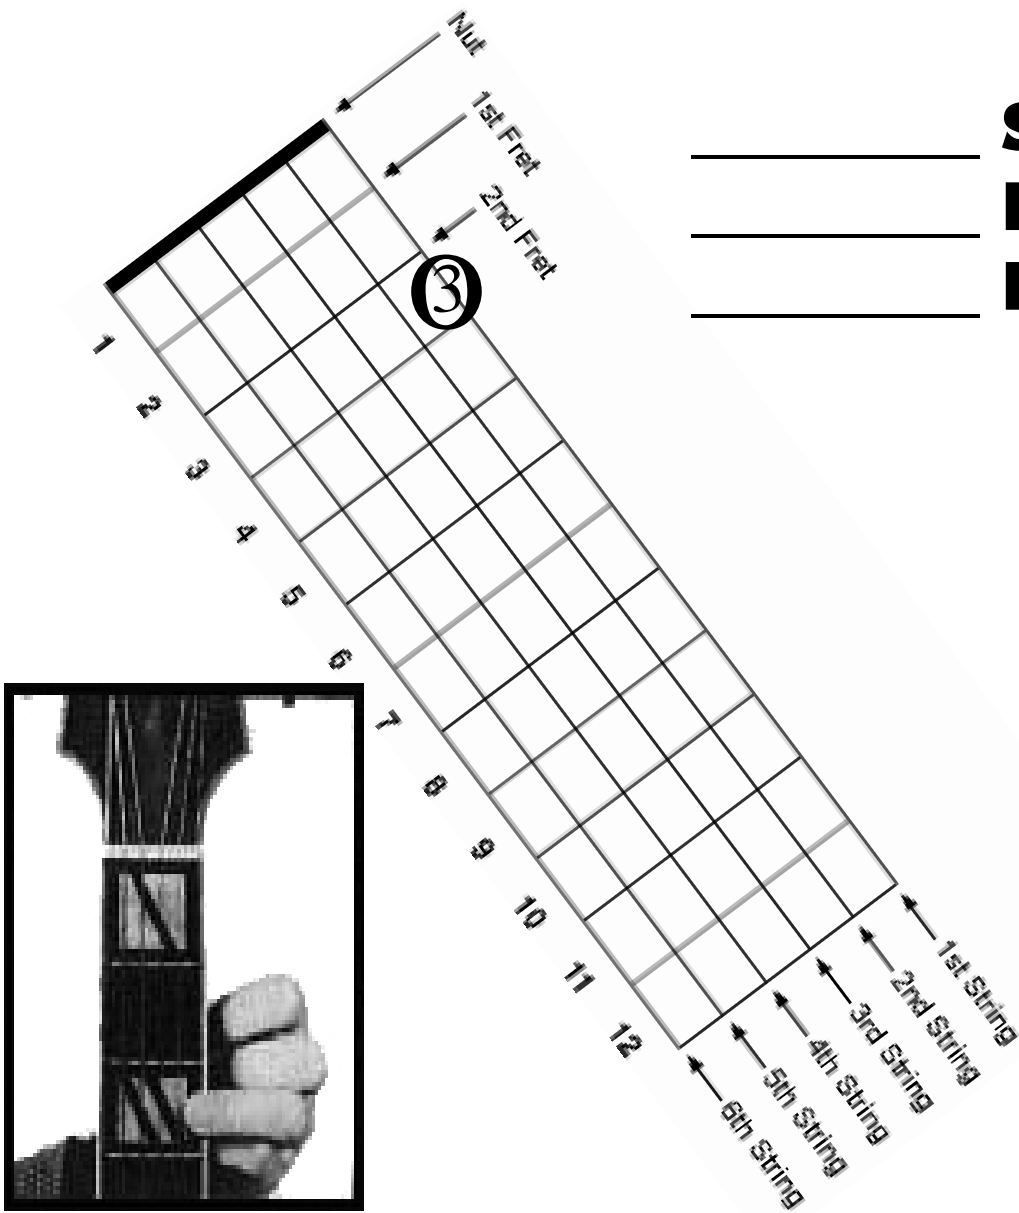 Nut
1st Fret
2nd Fret
3
1
2
3
4
5
6
7
8
9
10
11
12
1st String
2nd String
3rd String
4th String
5th String
6th String